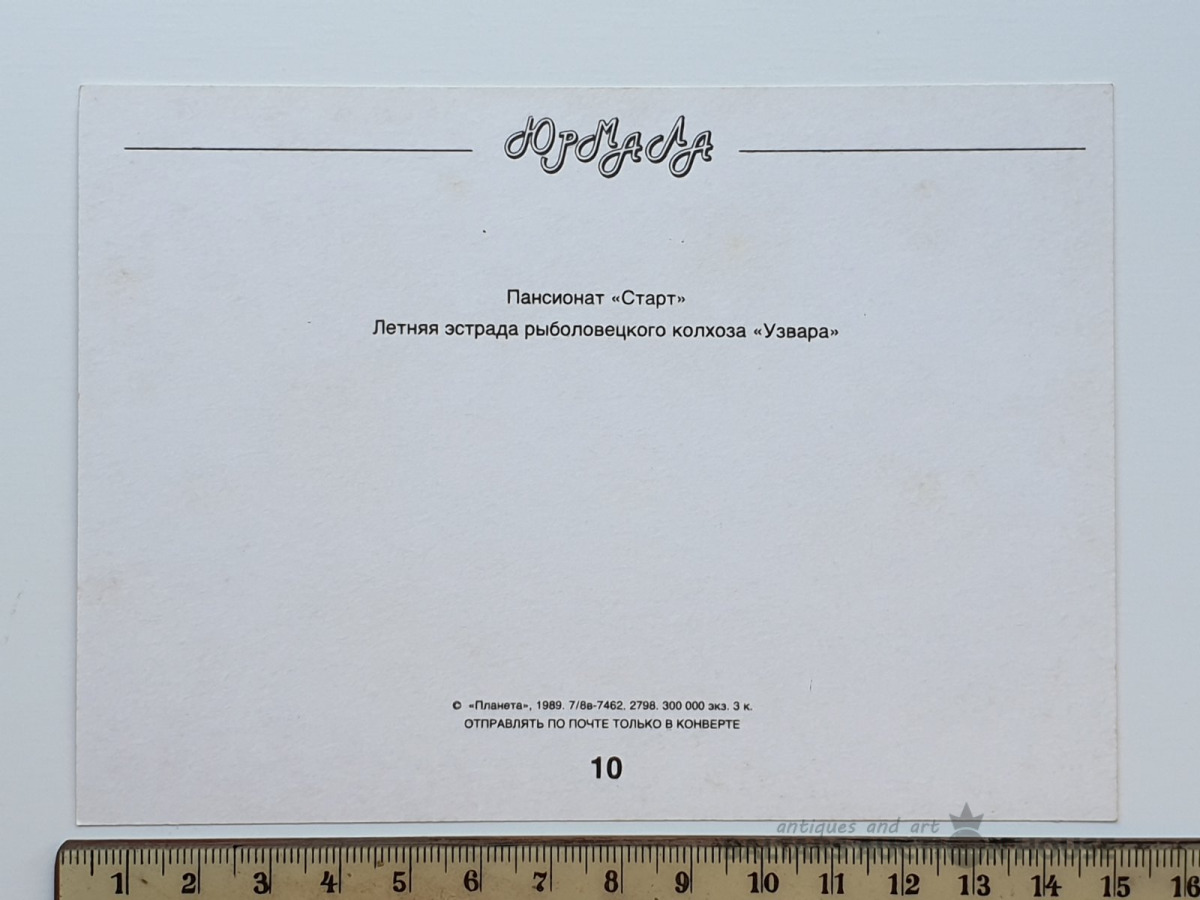 Юрмала
Пансионат «Старт»
Летняя эстрада рыболовецкого колхоза «Узвара»
© «Планета», 1989. 7/8в-7462. 2798. 300 000 экз. 3 к.
ОТПРАВЛЯТЬ ПО ПОЧТЕ ТОЛЬКО В КОНВЕРТЕ
10
antiques and art
1 2 3 4 5 6 7 8 9 10 11 12 13 14 15 16